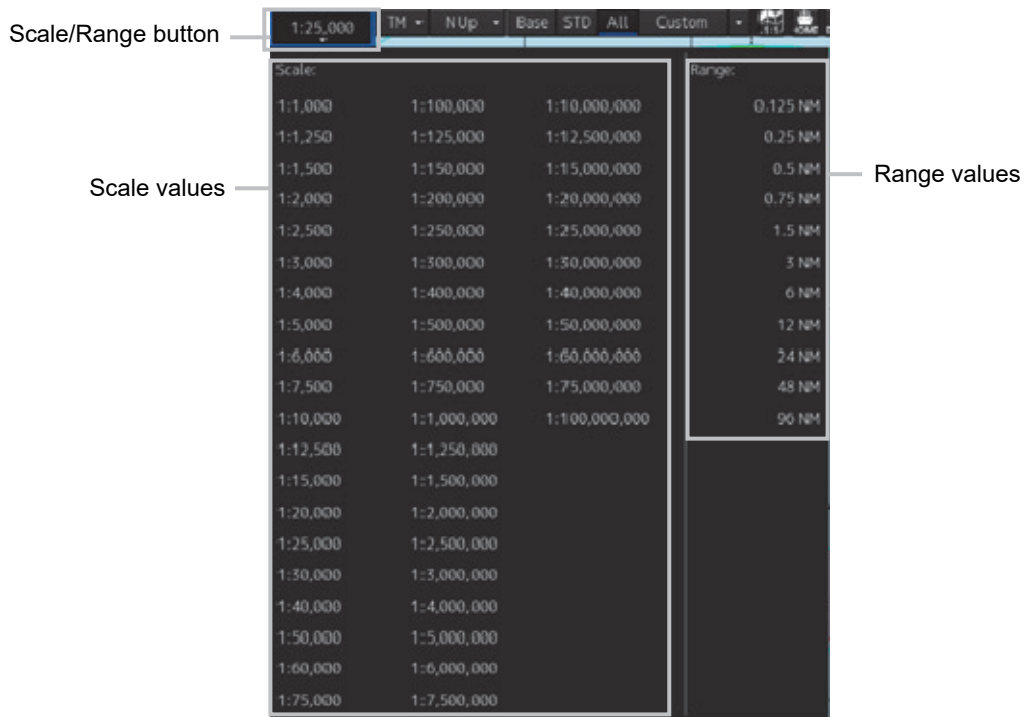 Scale/Range button
1:25,000 TM N Up Base STD All Custom
Scale: Range:
1:1,000 1:100,000 1:10,000,000 0.125 NM
1:1,250 1:125,000 1:12,500,000 0.25 NM
1:1,500 1:150,000 1:15,000,000 0.5 NM
Scale values
Range values
1:2,000 1:200,000 1:20,000,000 0.75 NM
1:2,500 1:250,000 1:25,000,000 1.5 NM
1:3,000 1:300,000 1:30,000,000 3 NM
1:4,000 1:400,000 1:40,000,000 6 NM
1:5,000 1:500,000 1:50,000,000 12 NM
1:6,000 1:600,000 1:60,000,000 24 NM
1:7,500 1:750,000 1:75,000,000 48 NM
1:10,000 1:1,000,000 1:100,000,000 96 NM
1:12,500 1:1,250,000
1:15,000 1:1,500,000
1:20,000 1:2,000,000
1:25,000 1:2,500,000
1:30,000 1:3,000,000
1:40,000 1:4,000,000
1:50,000 1:5,000,000
1:60,000 1:6,000,000
1:75,000 1:7,500,000